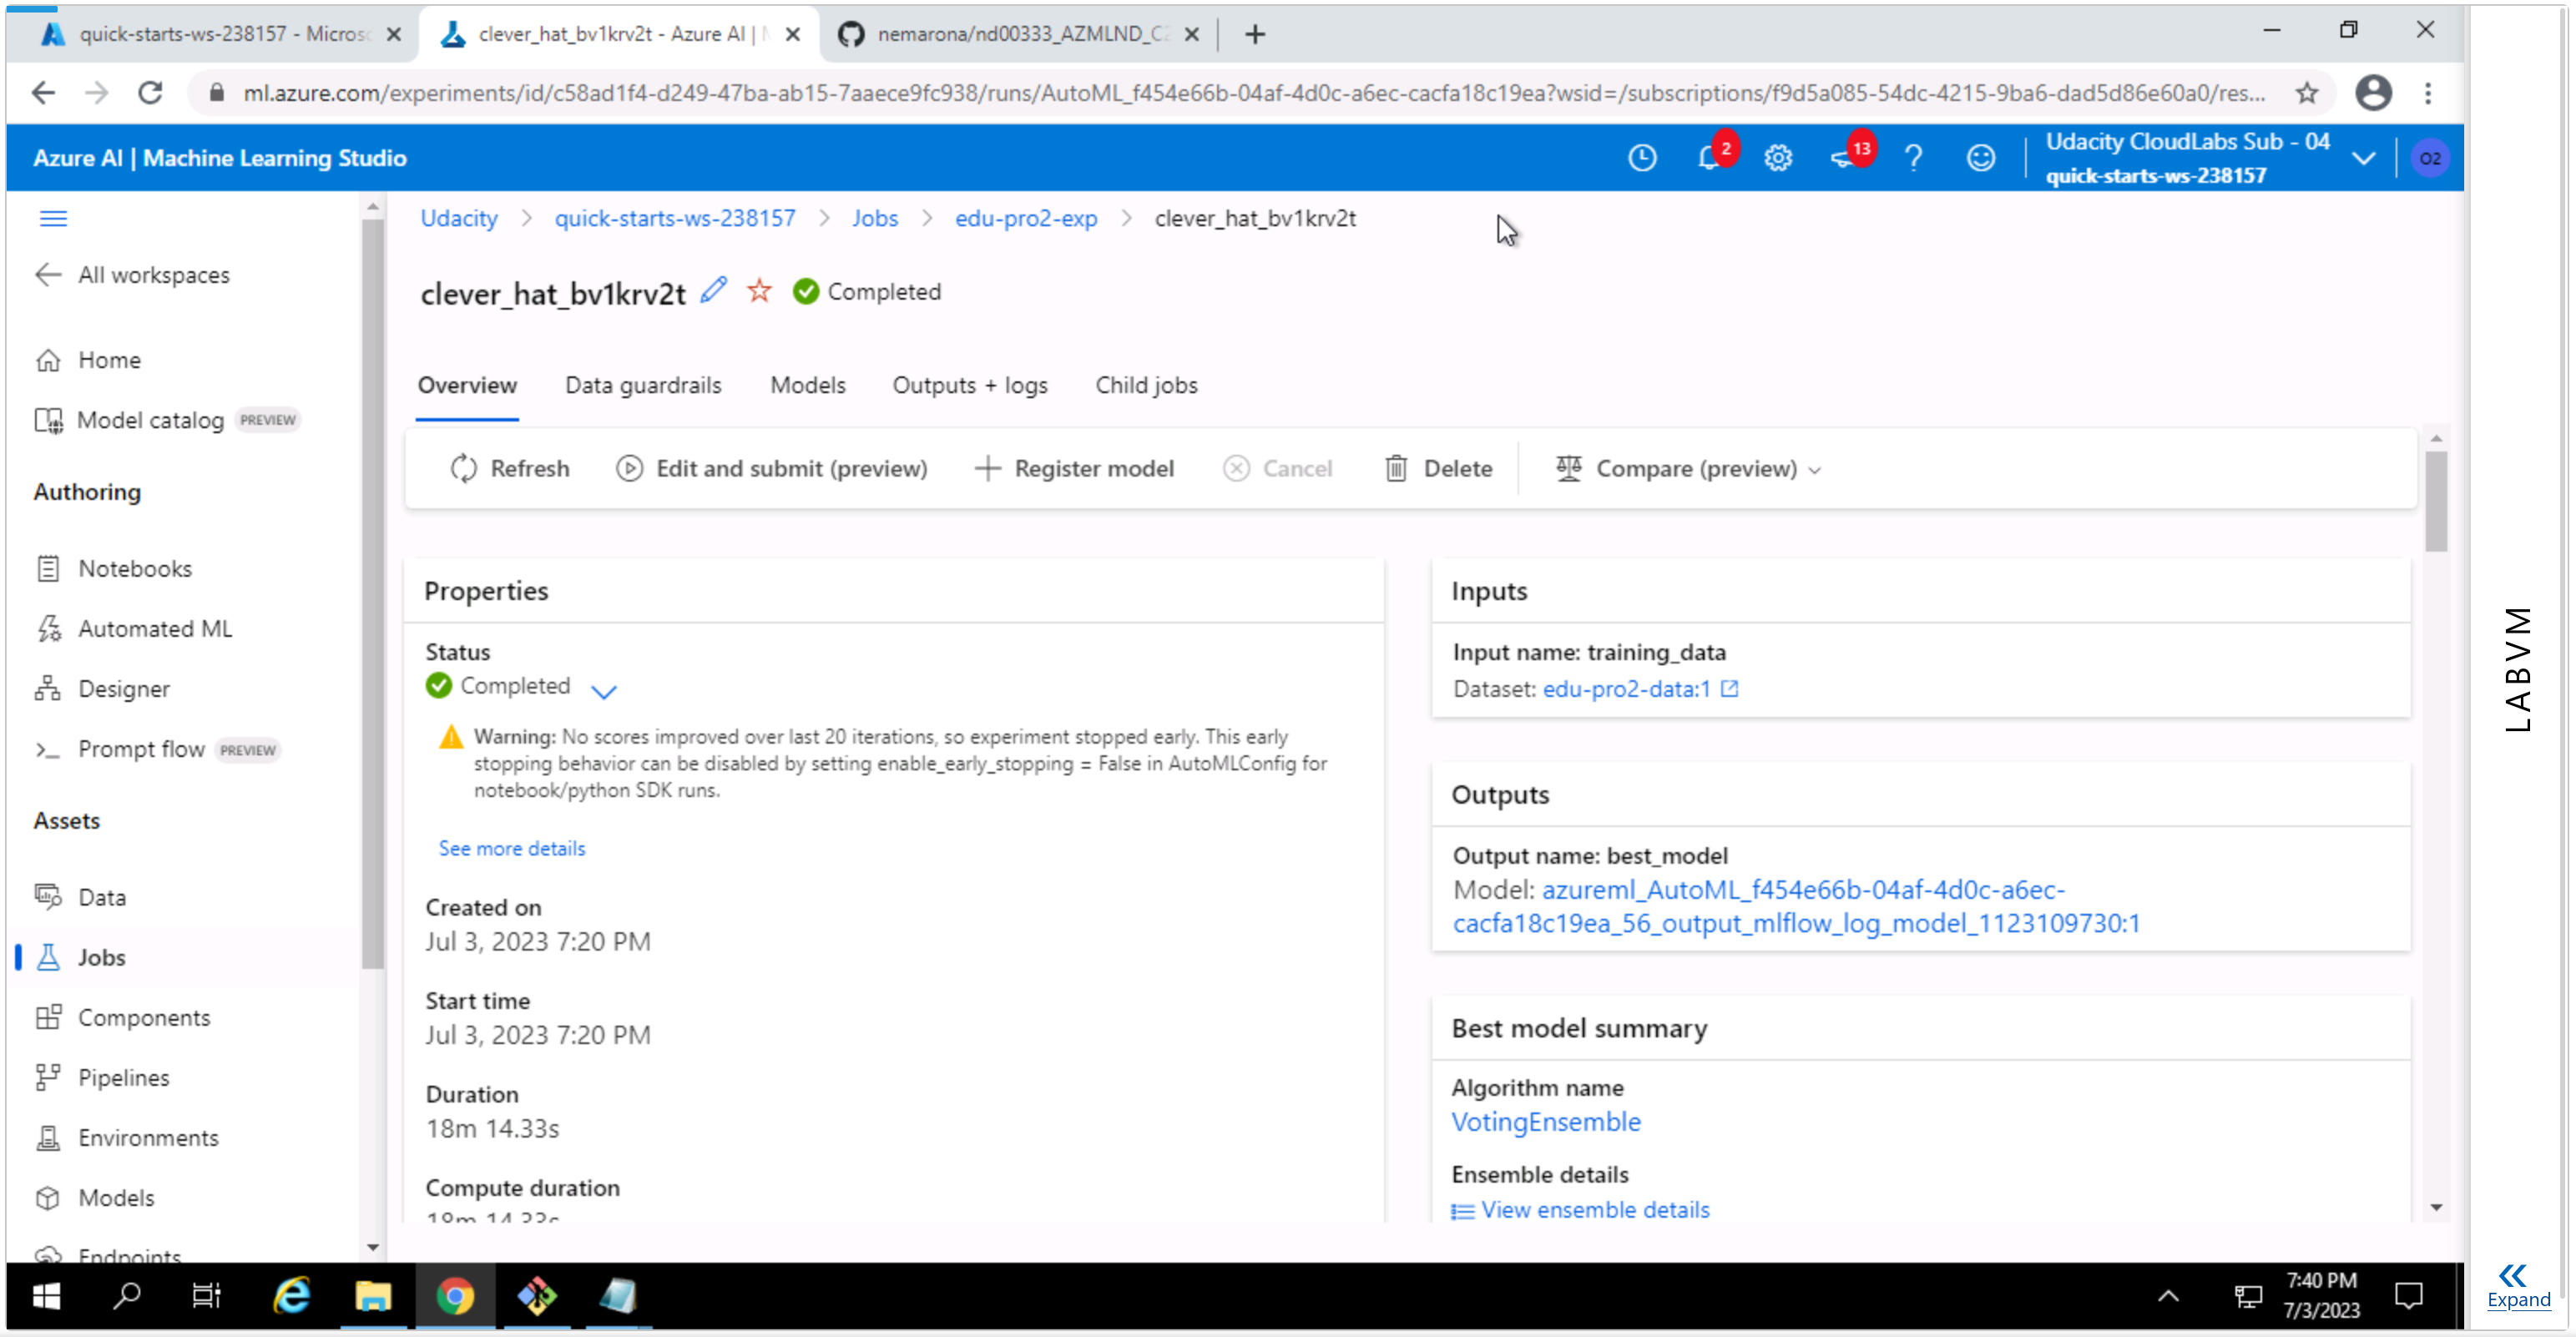 quick-starts-ws-238157 - Micros
clever_hat_bv1krv2t - Azure AI |
nemarona/nd00333_AZMLND_C2
ml.azure.com/experiments/id/c58ad1f4-d249-47ba-ab15-7aaece9fc938/runs/AutoML_f454e66b-04af-4d0c-a6ec-cacfa18c19ea?wsid=/subscriptions/f9d5a085-54dc-4215-9ba6-dad5d86e60a0/res...
Azure AI | Machine Learning Studio
2
13
Udacity CloudLabs Sub - 04
quick-starts-ws-238157
O2
Udacity > quick-starts-ws-238157 > Jobs > edu-pro2-exp > clever_hat_bv1krv2t
All workspaces
Home
Model catalog PREVIEW
Authoring
Notebooks
Automated ML
Designer
Prompt flow PREVIEW
Assets
Data
Jobs
Components
Pipelines
Environments
Models
Endpoints
clever_hat_bv1krv2t Completed
Overview Data guardrails Models Outputs + logs Child jobs
Refresh Edit and submit (preview) Register model Cancel Delete Compare (preview)
Properties
Status
Completed
Warning: No scores improved over last 20 iterations, so experiment stopped early. This early
stopping behavior can be disabled by setting enable_early_stopping = False in AutoMLConfig for
notebook/python SDK runs.
See more details
Created on
Jul 3, 2023 7:20 PM
Start time
Jul 3, 2023 7:20 PM
Duration
18m 14.33s
Compute duration
18m 14.33s
Inputs
Input name: training_data
Dataset: edu-pro2-data:1
Outputs
Output name: best_model
Model: azureml_AutoML_f454e66b-04af-4d0c-a6ec-
cacfa18c19ea_56_output_mlflow_log_model_1123109730:1
Best model summary
Algorithm name
VotingEnsemble
Ensemble details
View ensemble details
LABVM
Expand
7:40 PM
7/3/2023